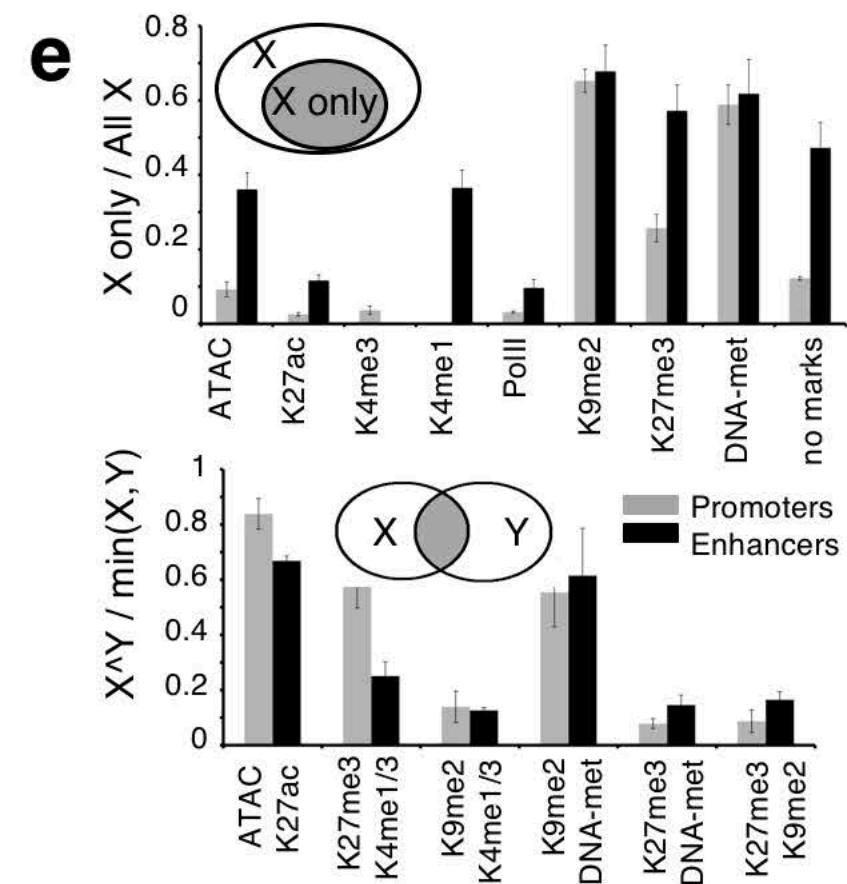 e
X only / All X
0.8
0.6
0.4
0.2
0
X
X only
ATAC
K27ac
K4me3
K4me1
PolII
K9me2
K27me3
DNA-met
no marks
X^Y / min(X,Y)
1
0.8
0.6
0.4
0.2
0
X
Y
Promoters
Enhancers
ATAC
K27ac
K27me3
K4me1/3
K9me2
K4me1/3
K9me2
DNA-met
K27me3
DNA-met
K27me3
K9me2